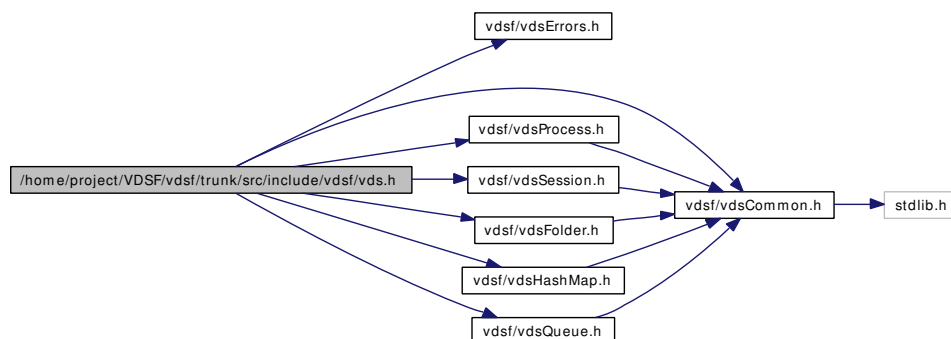 vdsf/vdsErrors.h
vdsf/vdsProcess.h
/home/project/VDSF/vdsf/trunk/src/include/vdsf/vds.h
vdsf/vdsSession.h
vdsf/vdsCommon.h
stdlib.h
vdsf/vdsFolder.h
vdsf/vdsHashMap.h
vdsf/vdsQueue.h